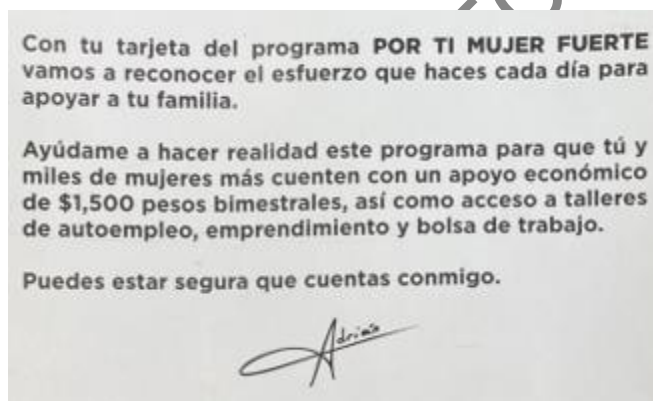 Con tu tarjeta del programa POR TI MUJER FUERTE
vamos a reconocer el esfuerzo que haces cada día para
apoyar a tu familia.
Ayúdame a hacer realidad este programa para que tú y
miles de mujeres más cuenten con un apoyo económico
de $1,500 pesos bimestrales, así como acceso a talleres
de autoempleo, emprendimiento y bolsa de trabajo.
Puedes estar segura que cuentas conmigo.